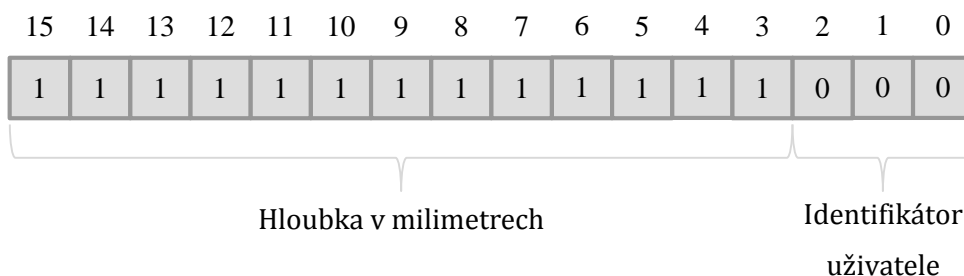 15 14 13 12 11 10 9 8 7 6 5 4 3 2 1 0
1 1 1 1 1 1 1 1 1 1 1 1 1 0 0 0
Hloubka v milimetrech
Identifikátor
uživatele